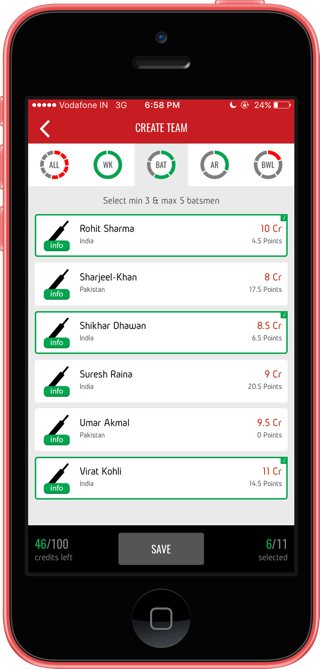 Vodafone IN 3G 6:58 PM 24%
CREATE TEAM
ALL WK BAT AR BWL
Select min 3 & max 5 batsmen
Rohit Sharma 10 Cr
India 4.5 Points
info
Sharjeel-Khan 8 Cr
Pakistan 17.5 Points
info
Shikhar Dhawan 8.5 Cr
India 6.5 Points
info
Suresh Raina 9 Cr
India 20.5 Points
info
Umar Akmal 9.5 Cr
Pakistan 0 Points
info
Virat Kohli 11 Cr
India 14.5 Points
info
46/100 SAVE 6/11
credits left selected